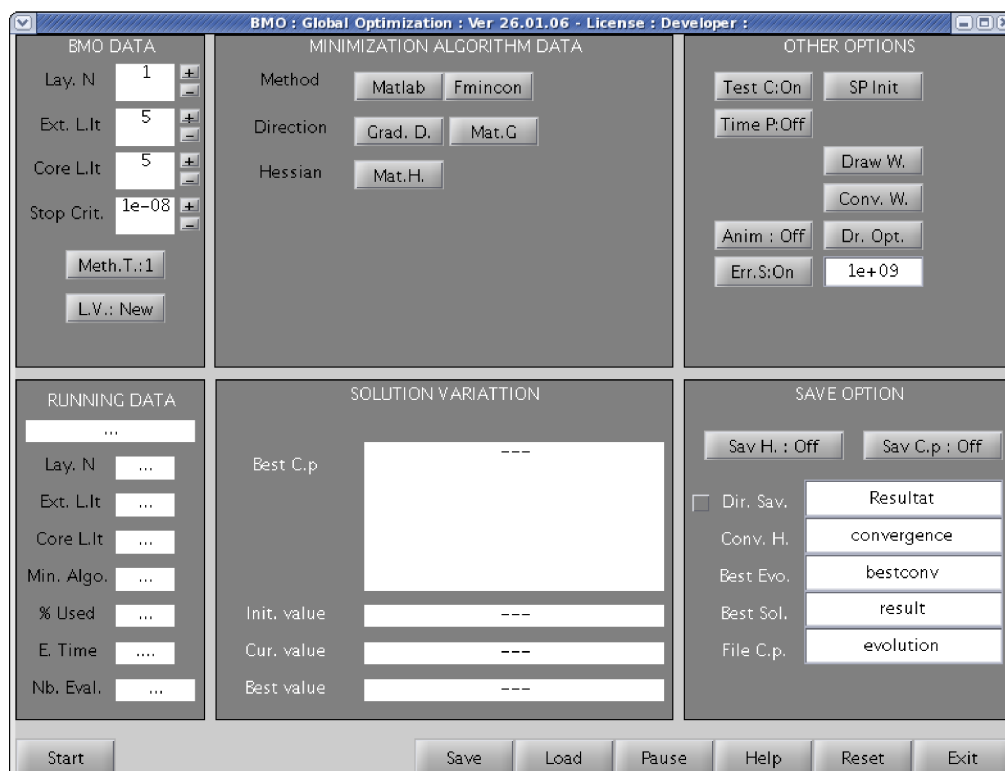 BMO : Global Optimization : Ver 26.01.06 - License : Developer :
BMO DATA
Lay. N 1 + -
Ext. L.It 5 + -
Core L.It 5 + -
Stop Crit. 1e-08 + -
Meth.T.:1
L.V.: New
MINIMIZATION ALGORITHM DATA
Method Matlab Fmincon
Direction Grad. D. Mat.G
Hessian Mat.H.
OTHER OPTIONS
Test C:On SP Init
Time P:Off
Draw W.
Conv. W.
Anim : Off Dr. Opt.
Err.S:On 1e+09
RUNNING DATA
...
Lay. N ...
Ext. L.It ...
Core L.It ...
Min. Algo. ...
% Used ...
E. Time ....
Nb. Eval. ...
SOLUTION VARIATTION
Best C.p ---
Init. value ---
Cur. value ---
Best value ---
SAVE OPTION
Sav H. : Off Sav C.p : Off
Dir. Sav. Resultat
Conv. H. convergence
Best Evo. bestconv
Best Sol. result
File C.p. evolution
Start Save Load Pause Help Reset Exit